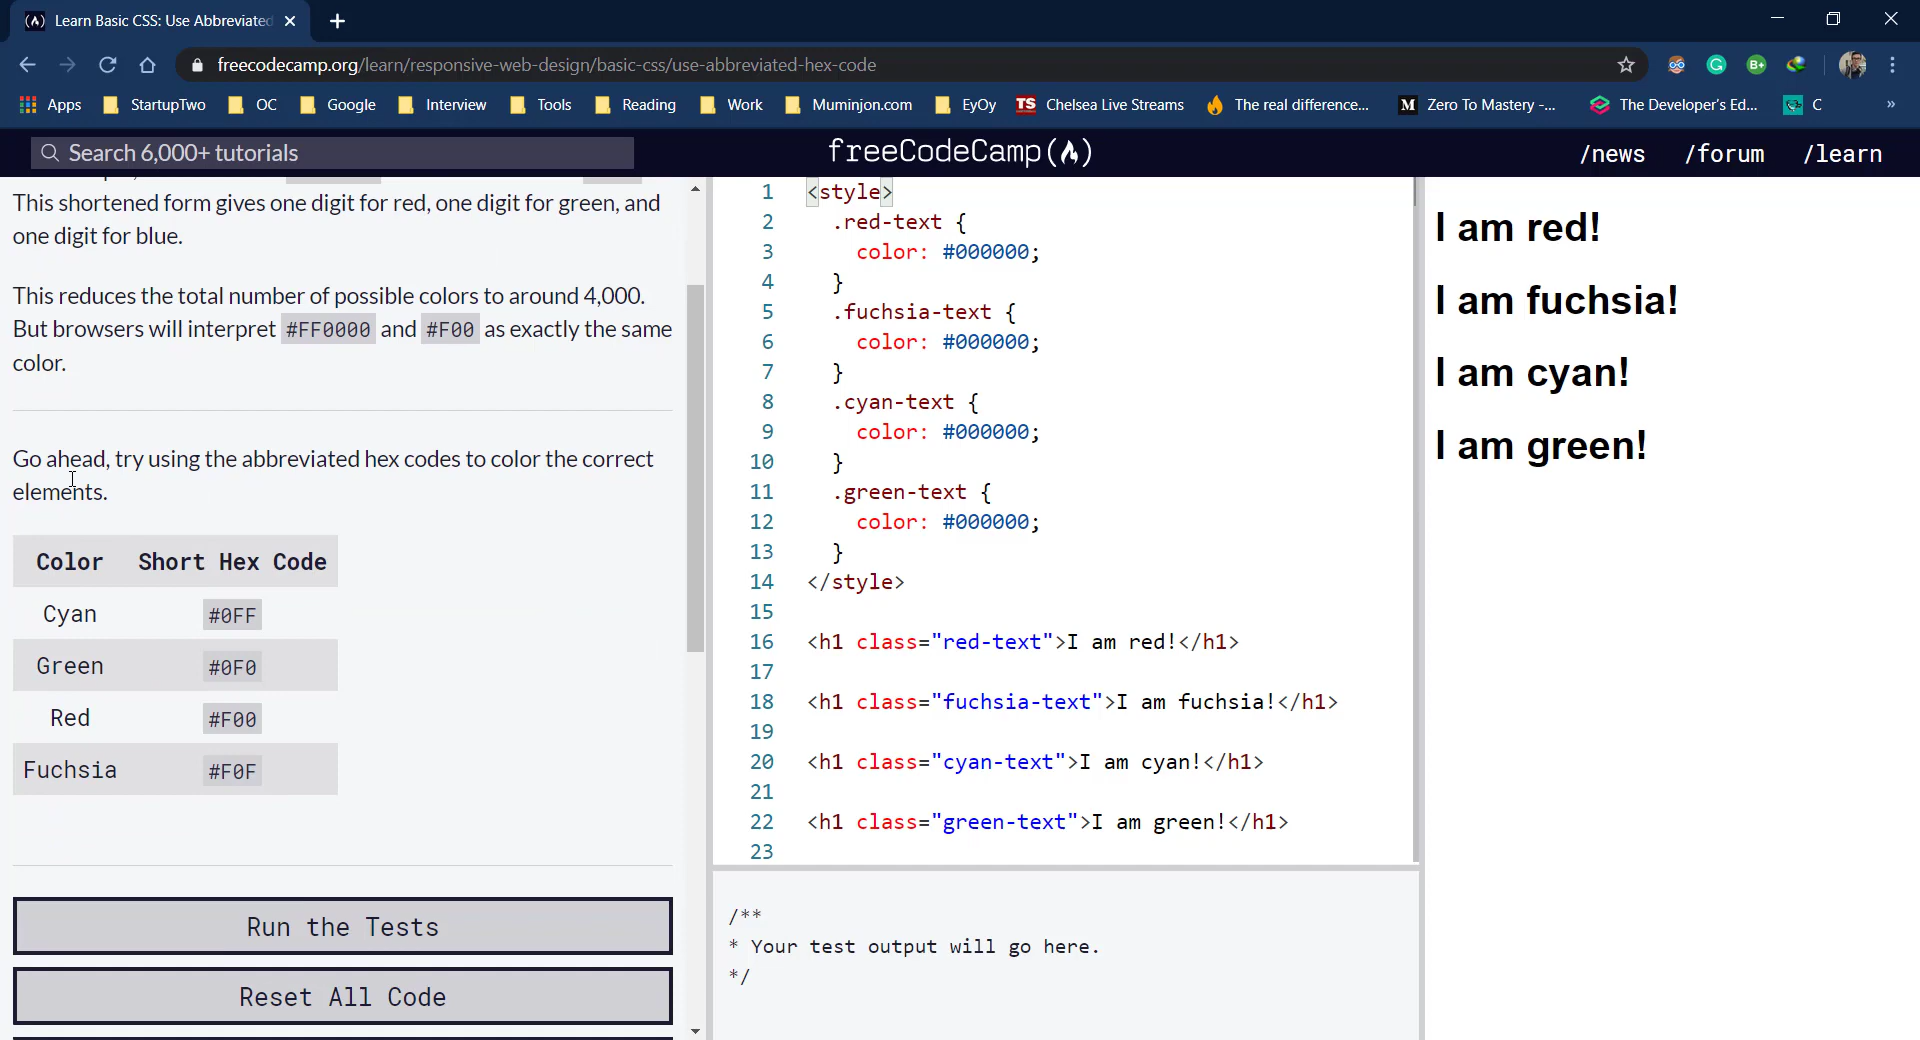 Learn Basic CSS: Use Abbreviated
freecodecamp.org/learn/responsive-web-design/basic-css/use-abbreviated-hex-code
Apps StartupTwo OC Google Interview Tools Reading Work Muminjon.com EyOy TS Chelsea Live Streams The real difference... M Zero To Mastery -... The Developer's Ed... C »
Search 6,000+ tutorials
freeCodeCamp
/news /forum /learn
This shortened form gives one digit for red, one digit for green, and
one digit for blue.
This reduces the total number of possible colors to around 4,000.
But browsers will interpret #FF0000 and #F00 as exactly the same
color.
Go ahead, try using the abbreviated hex codes to color the correct
elements.
Color Short Hex Code
Cyan #0FF
Green #0F0
Red #F00
Fuchsia #F0F
Run the Tests
Reset All Code
1 <style>
2 .red-text {
3 color: #000000;
4 }
5 .fuchsia-text {
6 color: #000000;
7 }
8 .cyan-text {
9 color: #000000;
10 }
11 .green-text {
12 color: #000000;
13 }
14 </style>
15
16 <h1 class="red-text">I am red!</h1>
17
18 <h1 class="fuchsia-text">I am fuchsia!</h1>
19
20 <h1 class="cyan-text">I am cyan!</h1>
21
22 <h1 class="green-text">I am green!</h1>
23
/**
* Your test output will go here.
*/
I am red!
I am fuchsia!
I am cyan!
I am green!